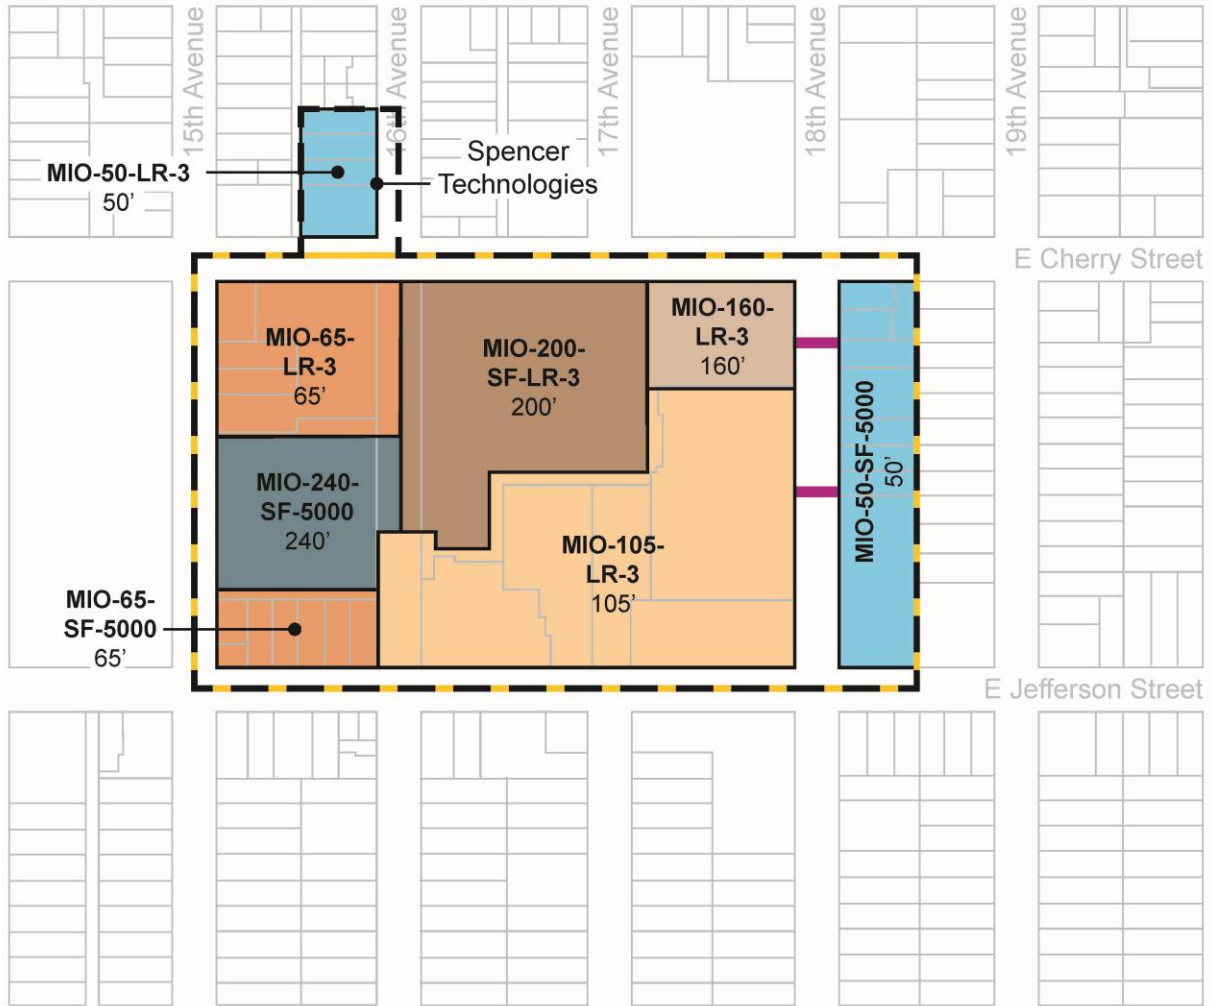 15th Avenue
16th Avenue
17th Avenue
18th Avenue
19th Avenue
MIO-50-LR-3
50’
Spencer
Technologies
E Cherry Street
MIO-65-
LR-3
65’
MIO-200-
SF-LR-3
200’
MIO-160-
LR-3
160’
MIO-240-
SF-5000
240’
MIO-50-SF-5000
50’
MIO-105-
LR-3
105’
MIO-65-
SF-5000
65’
E Jefferson Street